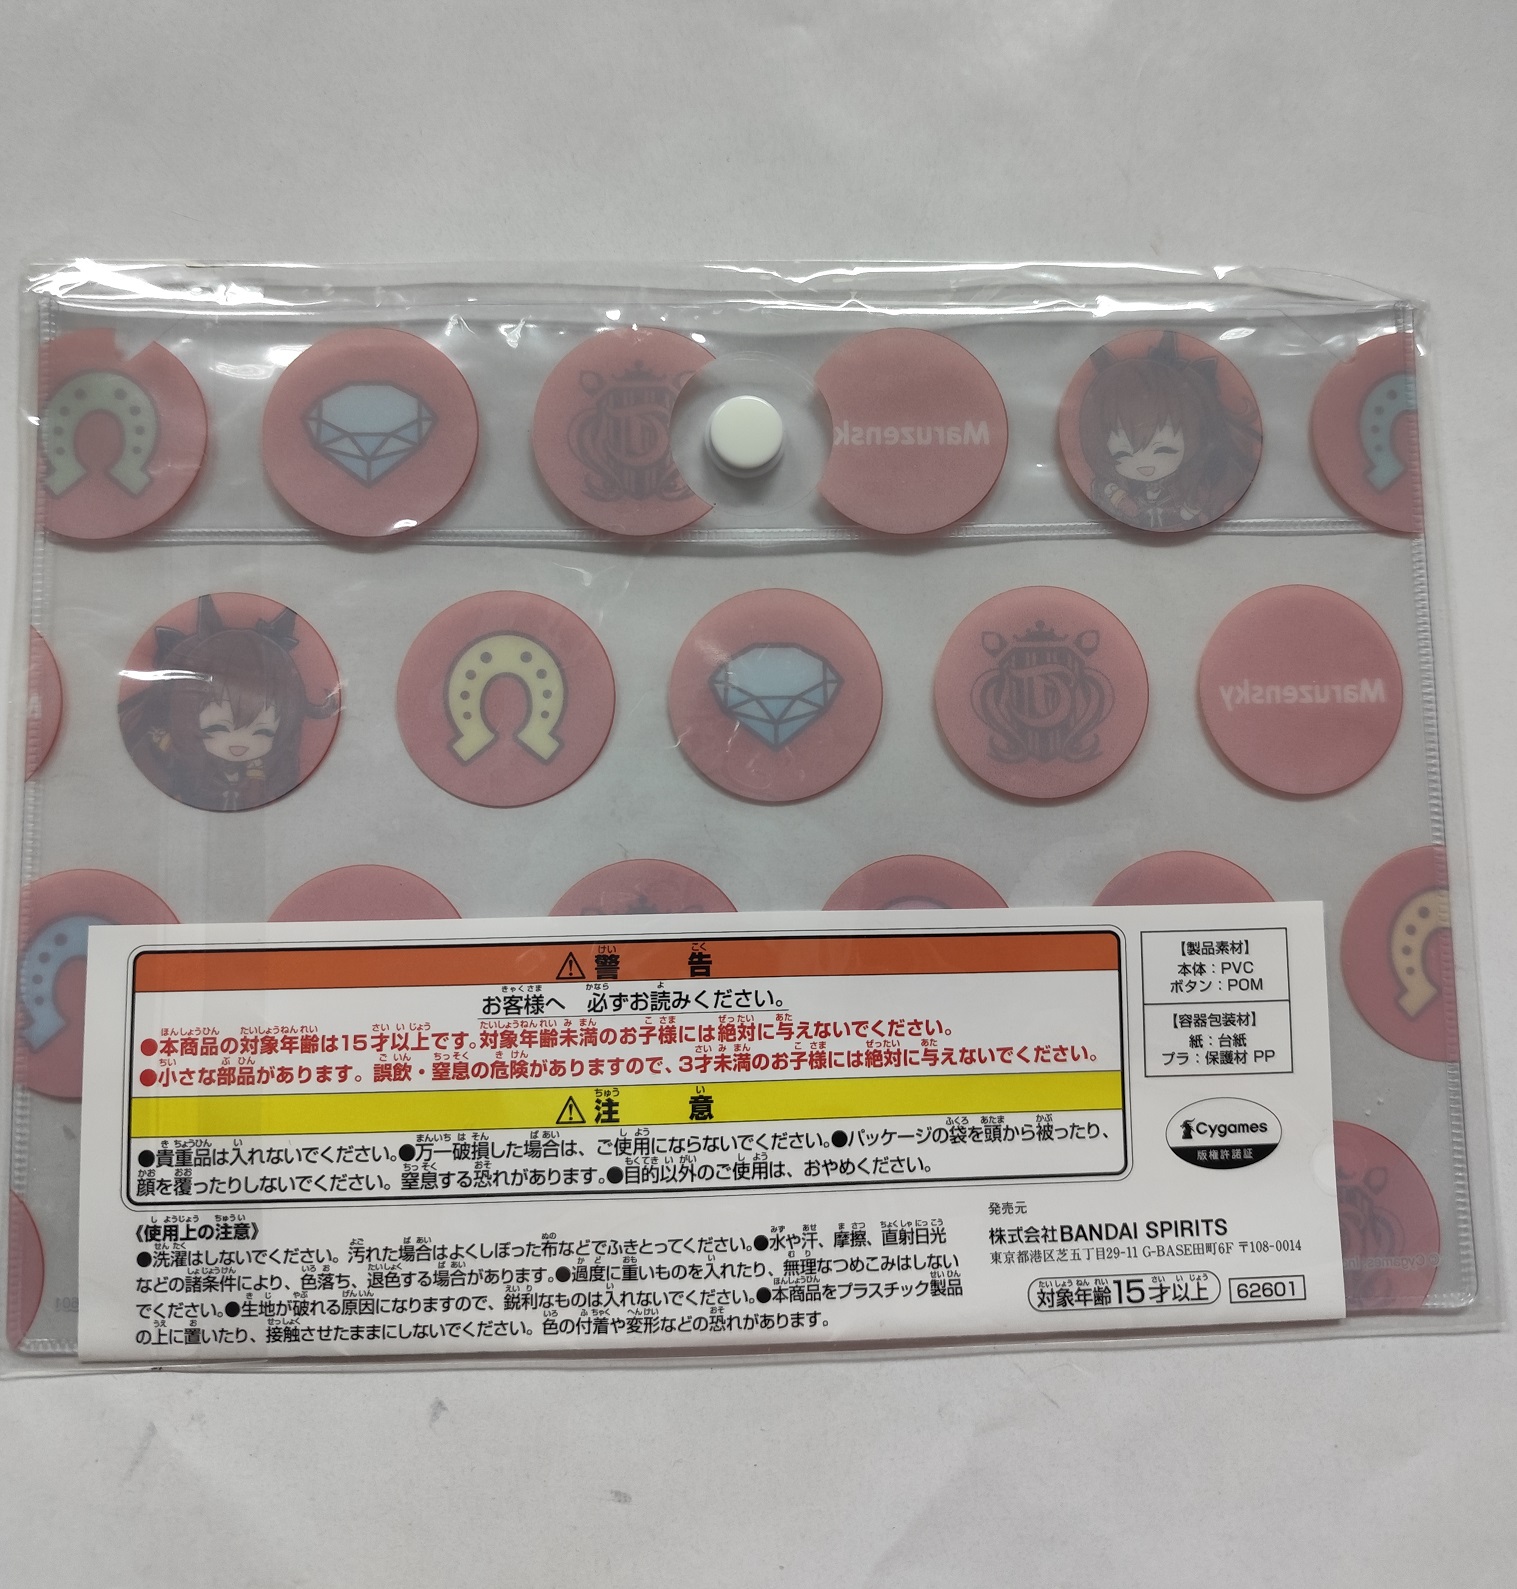 Maruzensk
Maruzensky
警告
お客様へ 必ずお読みください。
●本商品の対象年齢は15才以上です。対象年齢未満のお子様には絶対に与えないでください。
●小さな部品があります。誤飲・窒息の危険がありますので、3才未満のお子様には絶対に与えないでください。
注意
●貴重品は入れないでください。●万一破損した場合は、ご使用にならないでください。●パッケージの袋を頭から被ったり、
顔を覆ったりしないでください。窒息する恐れがあります。●目的以外のご使用は、おやめください。
《使用上の注意》
●洗濯はしないでください。汚れた場合はよくしぼった布などでふきとってください。●水や汗、摩擦、直射日光
などの諸条件により、色落ち、退色する場合があります。●過度に重いものを入れたり、無理なつめこみはしない
でください。●生地が破れる原因になりますので、鋭利なものは入れないでください。●本商品をプラスチック製品
の上に置いたり、接触させたままにしないでください。色の付着や変形などの恐れがあります。
【製品素材】
本体：PVC
ボタン：POM
【容器包装材】
紙：台紙
プラ：保護材 PP
Cygames
版権許諾証
発売元
株式会社BANDAI SPIRITS
東京都港区芝五丁目29-11 G-BASE田町6F 〒108-0014
対象年齢15才以上
62601